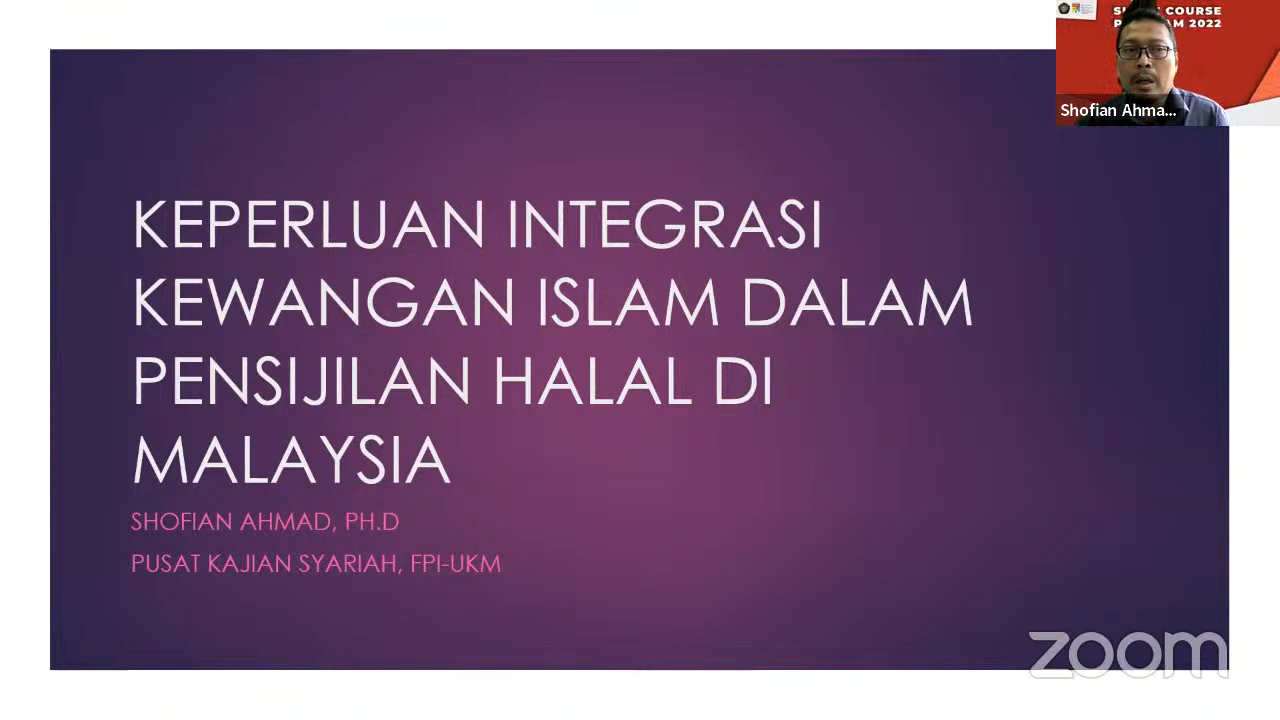 COURSE
2022
Shofian Ahma...
KEPERLUAN INTEGRASI
KEWANGAN ISLAM DALAM
PENSIJILAN HALAL DI
MALAYSIA
SHOFIAN AHMAD, PH.D
PUSAT KAJIAN SYARIAH, FPI-UKM
zoom